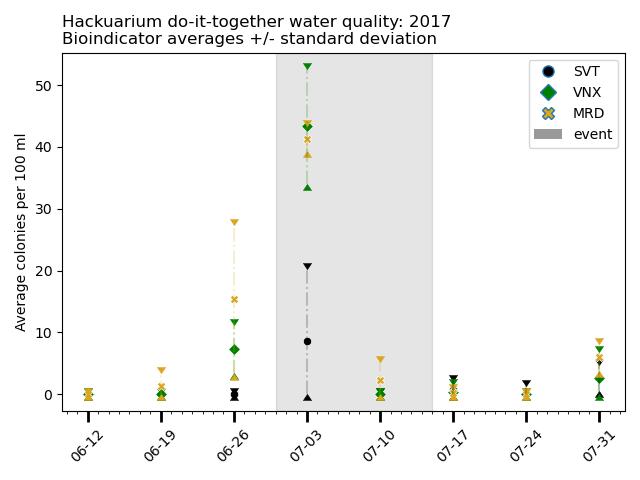 Hackuarium do-it-together water quality: 2017
Bioindicator averages +/- standard deviation
SVT
VNX
MRD
event
Average colonies per 100 ml
50
40
30
20
10
0
06-12
06-19
06-26
07-03
07-10
07-17
07-24
07-31